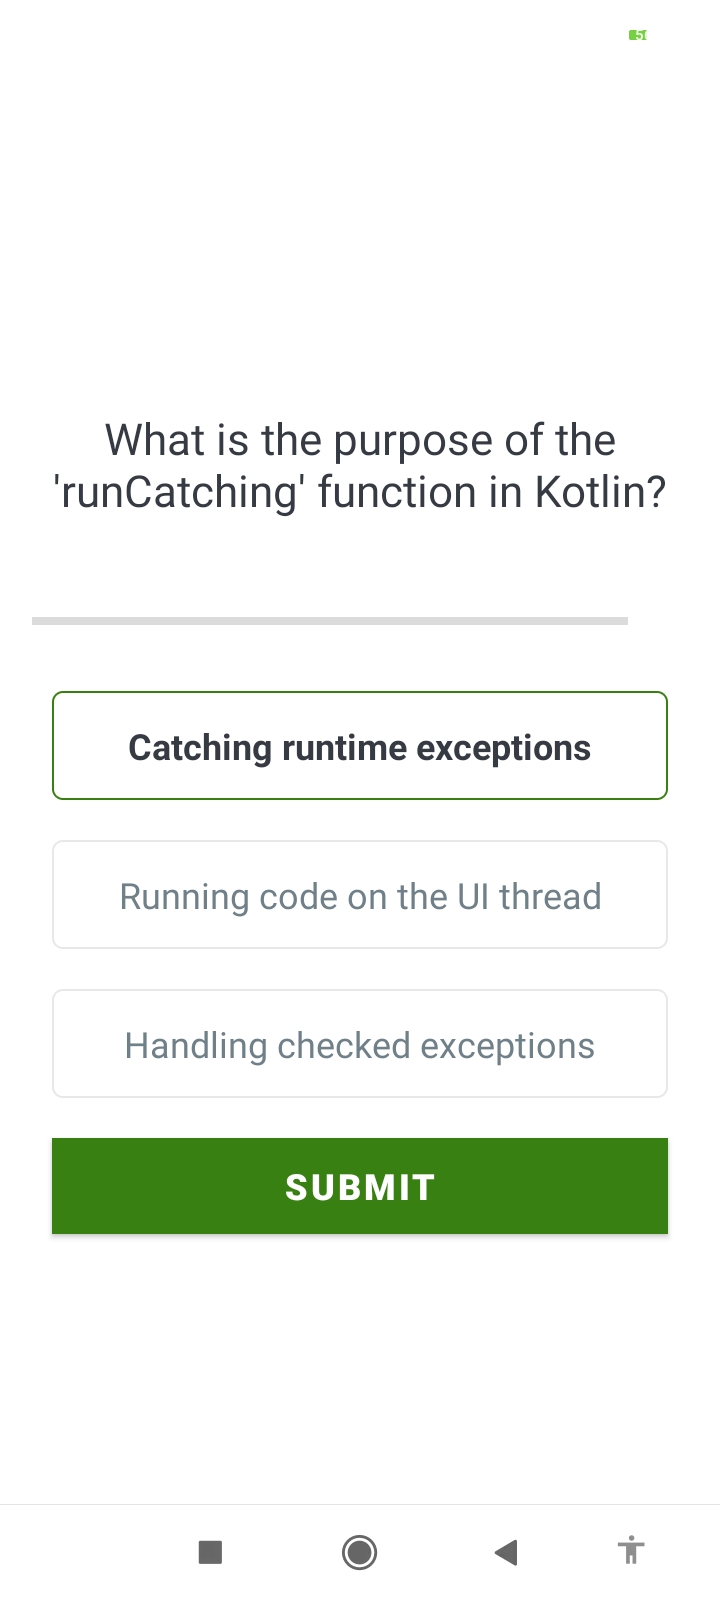 What is the purpose of the
'runCatching' function in Kotlin?
Catching runtime exceptions
Running code on the UI thread
Handling checked exceptions
SUBMIT